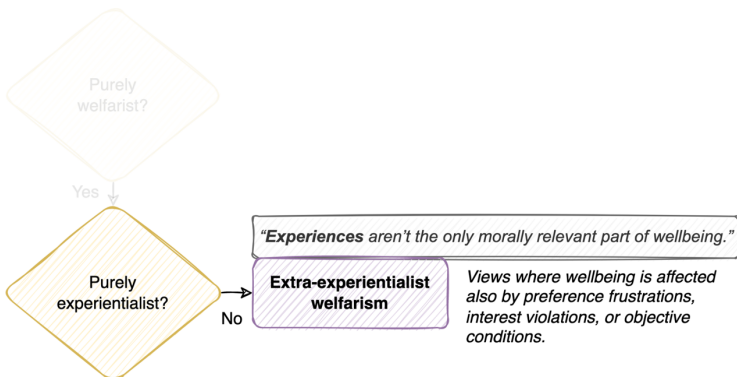 Purely
welfarist?
Yes
“Experiences aren’t the only morally relevant part of wellbeing.”
Purely
experientialist?
No
Extra-experientialist
welfarism
Views where wellbeing is affected
also by preference frustrations,
interest violations, or objective
conditions.